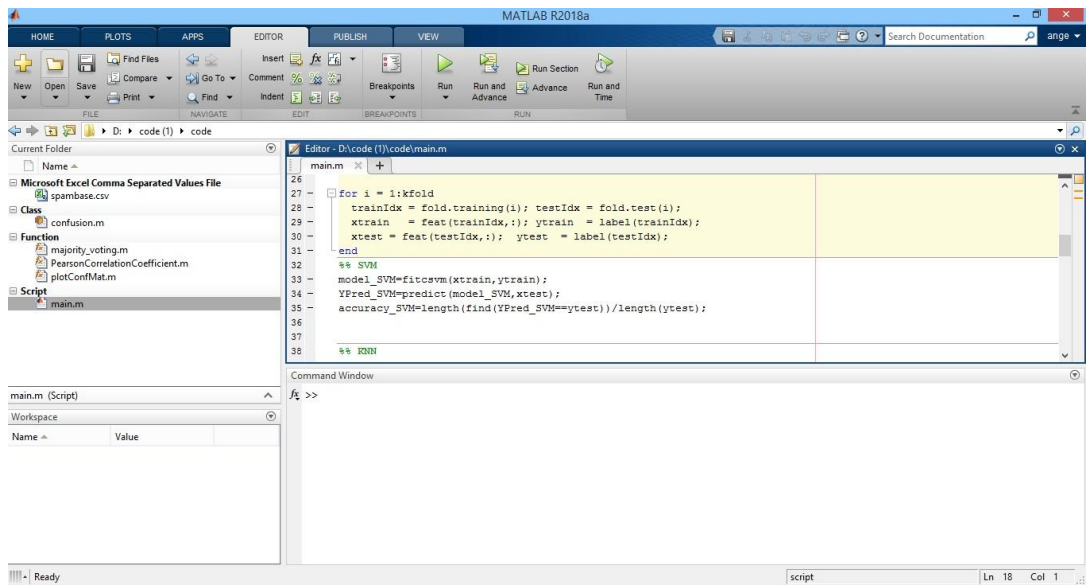 MATLAB R2018a
HOME PLOTS APPS EDITOR PUBLISH VIEW Search Documentation ange
New Open Save Find Files Compare Print
Go To Find
Insert fx Comment % Indent
Breakpoints
Run Run and Advance Run Section Advance Run and Time
FILE NAVIGATE EDIT BREAKPOINTS RUN
D: code (1) code
Current Folder
Name
Microsoft Excel Comma Separated Values File
spambase.csv
Class
confusion.m
Function
majority_voting.m
PearsonCorrelationCoefficient.m
plotConfMat.m
Script
main.m
main.m (Script)
Workspace
Name Value
Editor - D:\code (1)\code\main.m
main.m
26
27 - for i = 1:kfold
28 - trainIdx = fold.training(i); testIdx = fold.test(i);
29 - xtrain = feat(trainIdx,:); ytrain = label(trainIdx);
30 - xtest = feat(testIdx,:); ytest = label(testIdx);
31 - end
32 %% SVM
33 - model_SVM=fitcsvm(xtrain,ytrain);
34 - YPred_SVM=predict(model_SVM,xtest);
35 - accuracy_SVM=length(find(YPred_SVM==ytest))/length(ytest);
36
37
38 %% KNN
Command Window
fx >>
Ready script Ln 18 Col 1